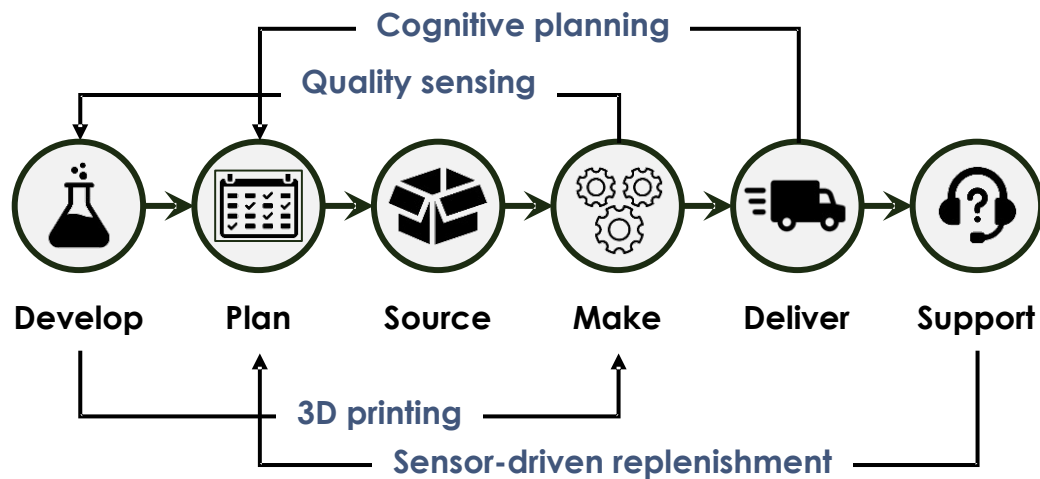 Cognitive planning
Quality sensing
?
Develop Plan Source Make Deliver Support
3D printing
Sensor-driven replenishment